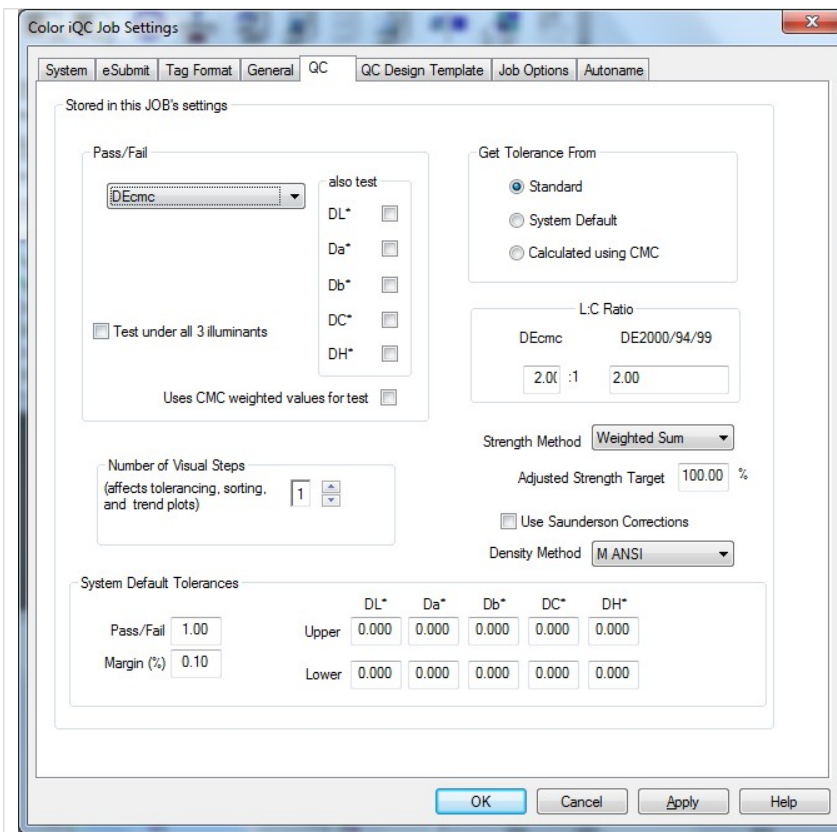 Color iQC Job Settings
System eSubmit Tag Format General QC QC Design Template Job Options Autoname
Stored in this JOB's settings
Pass/Fail
DEcmc
also test
DL*
Da*
Db*
DC*
DH*
Test under all 3 illuminants
Uses CMC weighted values for test
Get Tolerance From
Standard
System Default
Calculated using CMC
L:C Ratio
DEcmc DE2000/94/99
2.00 :1 2.00
Strength Method Weighted Sum
Adjusted Strength Target 100.00 %
Use Saunderson Corrections
Density Method M ANSI
Number of Visual Steps
(affects tolerancing, sorting, 1
and trend plots)
System Default Tolerances
DL* Da* Db* DC* DH*
Pass/Fail 1.00 Upper 0.000 0.000 0.000 0.000 0.000
Margin (%) 0.10 Lower 0.000 0.000 0.000 0.000 0.000
OK Cancel Apply Help